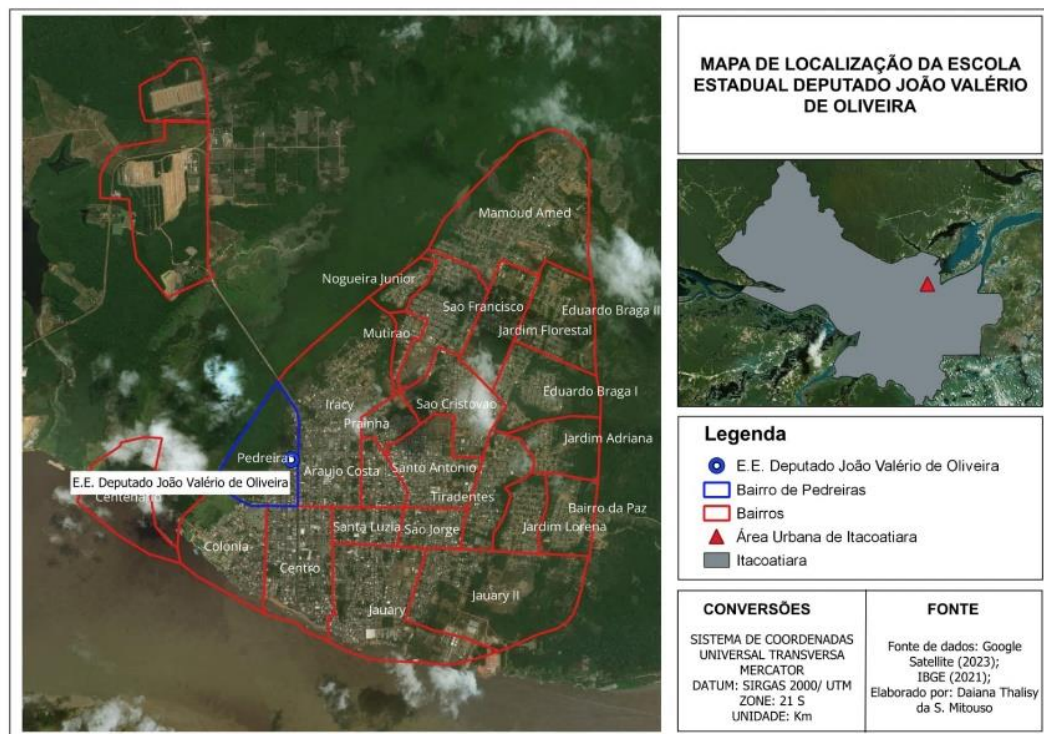 MAPA DE LOCALIZAÇÃO DA ESCOLA
ESTADUAL DEPUTADO JOÃO VALÉRIO
DE OLIVEIRA
Mamoud Amed
Nogueira Junior
Sao Francisco
Eduardo Braga II
Mutirao
Jardim Florestal
Eduardo Braga I
Iracy
Sao Cristovao
Prainha
Jardim Adriana
Pedreiras
Araujo Costa
Santo Antonio
E.E. Deputado João Valério de Oliveira
Centenario
Tiradentes
Bairro da Paz
Santa Luzia
Sao Jorge
Jardim Lorena
Colonia
Centro
Jauary
Jauary II
Legenda
E.E. Deputado João Valério de Oliveira
Bairro de Pedreiras
Bairros
Área Urbana de Itacoatiara
Itacoatiara
CONVERSÕES
SISTEMA DE COORDENADAS
UNIVERSAL TRANSVERSA
MERCATOR
DATUM: SIRGAS 2000/ UTM
ZONE: 21 S
UNIDADE: Km
FONTE
Fonte de dados: Google
Satellite (2023);
IBGE (2021);
Elaborado por: Daiana Thalisy
da S. Mitouso